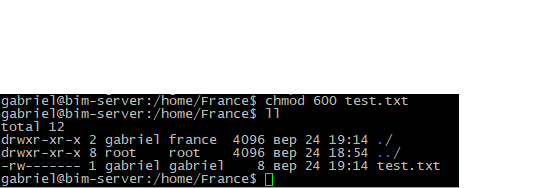 gabriel@bim-server:/home/France$ chmod 600 test.txt
gabriel@bim-server:/home/France$ ll
total 12
drwxr-xr-x 2 gabriel france  4096 вер 24 19:14 ./
drwxr-xr-x 8 root    root    4096 вер 24 18:54 ../
-rw------- 1 gabriel gabriel    8 вер 24 19:14 test.txt
gabriel@bim-server:/home/France$